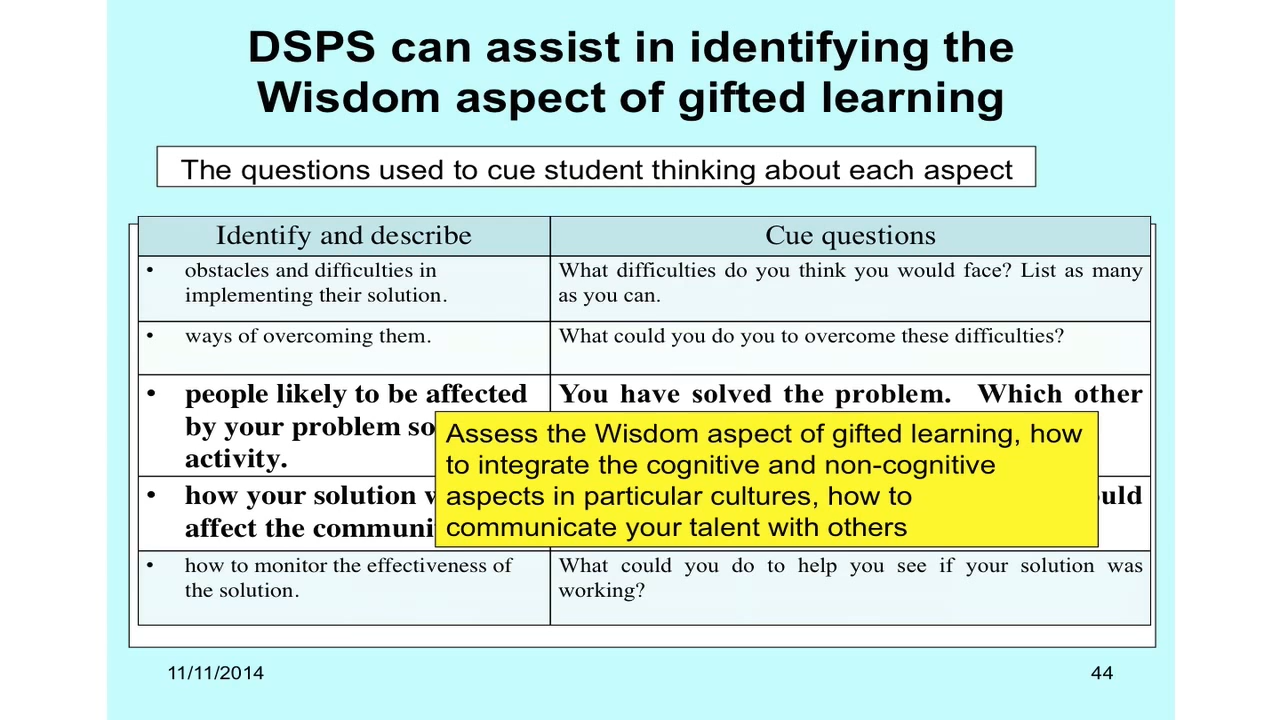 DSPS can assist in identifying the
Wisdom aspect of gifted learning
The questions used to cue student thinking about each aspect
Identify and describe
Cue questions
• obstacles and difficulties in
implementing their solution.
What difficulties do you think you would face? List as many
as you can.
• ways of overcoming them.
What could you do you to overcome these difficulties?
• people likely to be affected
by your problem
activity.
You have solved the problem. Which other
• how your solution
affect the
Assess the Wisdom aspect of gifted learning, how
to integrate the cognitive and non-cognitive
aspects in particular cultures, how to
communicate your talent with others
• how to monitor the effectiveness of
the solution.
What could you do to help you see if your solution was
working?
11/11/2014
44